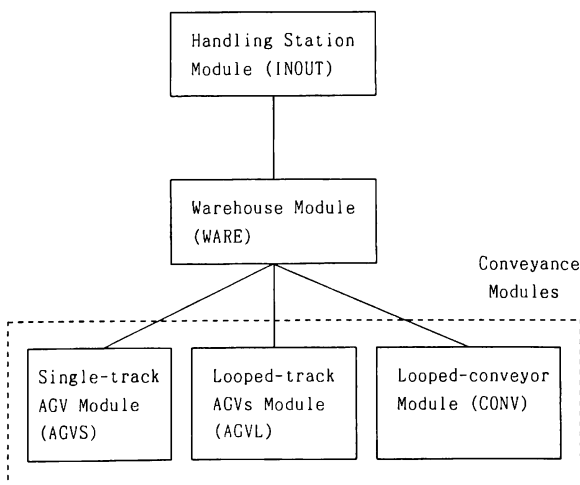 Handling Station
Module (INOUT)
Warehouse Module
(WARE)
Conveyance
Modules
Single-track
AGV Module
(AGVS)
Looped-track
AGVs Module
(AGVL)
Looped-conveyor
Module (CONV)